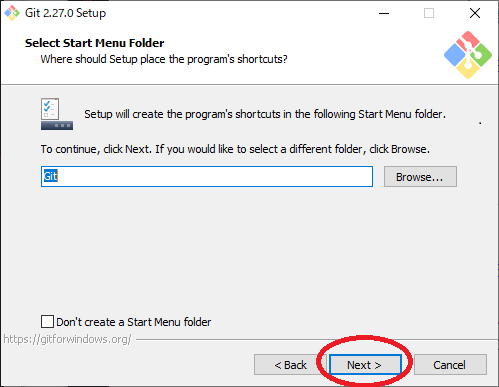 Git 2.27.0 Setup
Select Start Menu Folder
Where should Setup place the program's shortcuts?
Setup will create the program's shortcuts in the following Start Menu folder.
To continue, click Next. If you would like to select a different folder, click Browse.
Git
Browse...
Don't create a Start Menu folder
https://gitforwindows.org/
< Back
Next >
Cancel